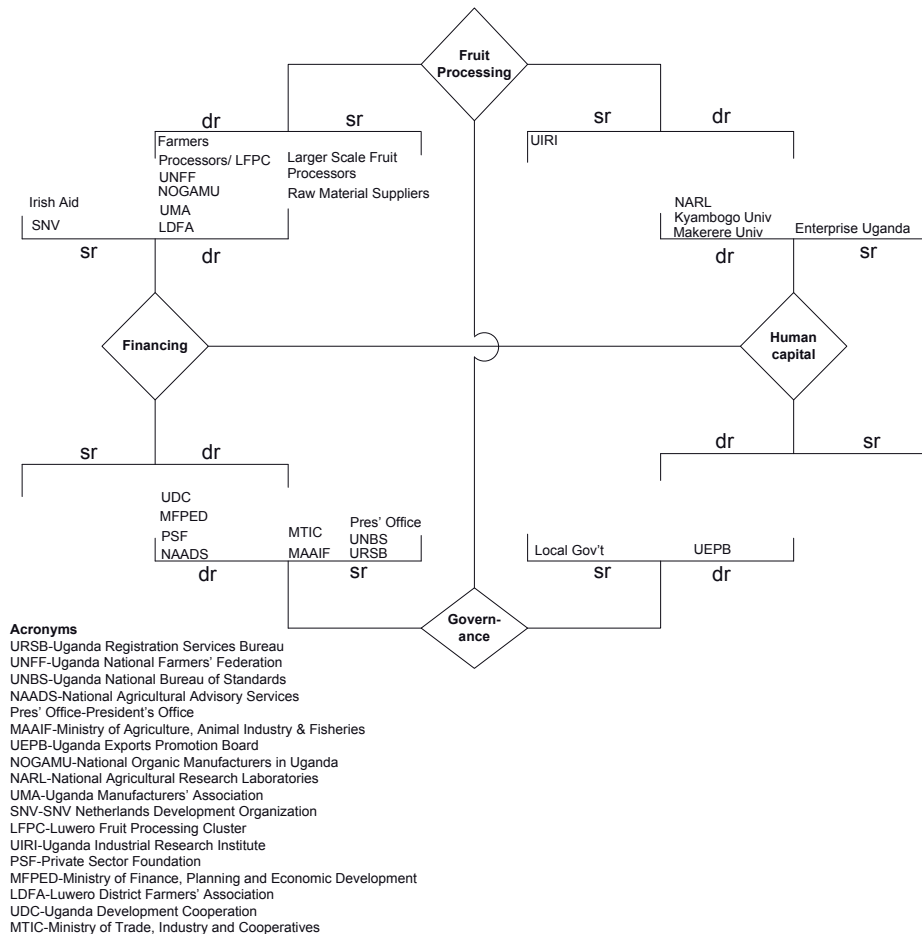 Fruit
Processing
dr
sr
sr
dr
Farmers
Processors/ LFPC
UNFF
NOGAMU
UMA
LDFA
Larger Scale Fruit
Processors
Raw Material Suppliers
UIRI
Irish Aid
SNV
NARL
Kyambogo Univ
Makerere Univ
Enterprise Uganda
sr
dr
dr
sr
Financing
Human
capital
sr
dr
dr
sr
UDC
MFPED
PSF
NAADS
MTIC
MAAIF
Pres' Office
UNBS
URSB
Local Gov't
UEPB
dr
sr
sr
dr
Govern-
ance
Acronyms
URSB-Uganda Registration Services Bureau
UNFF-Uganda National Farmers' Federation
UNBS-Uganda National Bureau of Standards
NAADS-National Agricultural Advisory Services
Pres' Office-President's Office
MAAIF-Ministry of Agriculture, Animal Industry & Fisheries
UEPB-Uganda Exports Promotion Board
NOGAMU-National Organic Manufacturers in Uganda
NARL-National Agricultural Research Laboratories
UMA-Uganda Manufacturers' Association
SNV-SNV Netherlands Development Organization
LFPC-Luwero Fruit Processing Cluster
UIRI-Uganda Industrial Research Institute
PSF-Private Sector Foundation
MFPED-Ministry of Finance, Planning and Economic Development
LDFA-Luwero District Farmers' Association
UDC-Uganda Development Cooperation
MTIC-Ministry of Trade, Industry and Cooperatives